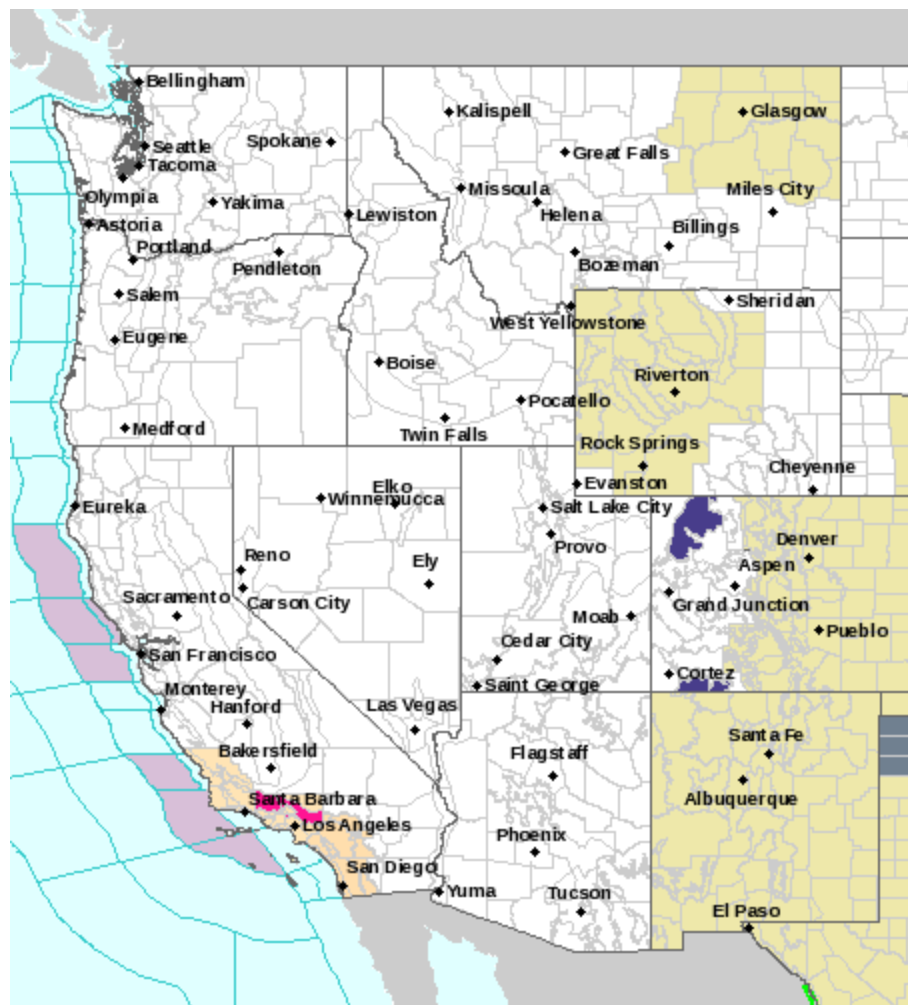 Bellingham
Kalispell
Glasgow
Seattle
Spokane
Great Falls
Tacoma
Missoula
Miles City
Olympia
Yakima
Lewiston
Helena
Astoria
Billings
Portland
Pendleton
Bozeman
Salem
Sheridan
West Yellowstone
Eugene
Boise
Riverton
Pocatello
Medford
Twin Falls
Rock Springs
Cheyenne
Elko
Evanston
Winnemucca
Eureka
Salt Lake City
Denver
Provo
Reno
Ely
Aspen
Sacramento
Carson City
Grand Junction
Moab
Pueblo
Cedar City
San Francisco
Cortez
Monterey
Saint George
Hanford
Las Vegas
Santa Fe
Bakersfield
Flagstaff
Santa Barbara
Albuquerque
Los Angeles
Phoenix
San Diego
Yuma
Tucson
El Paso